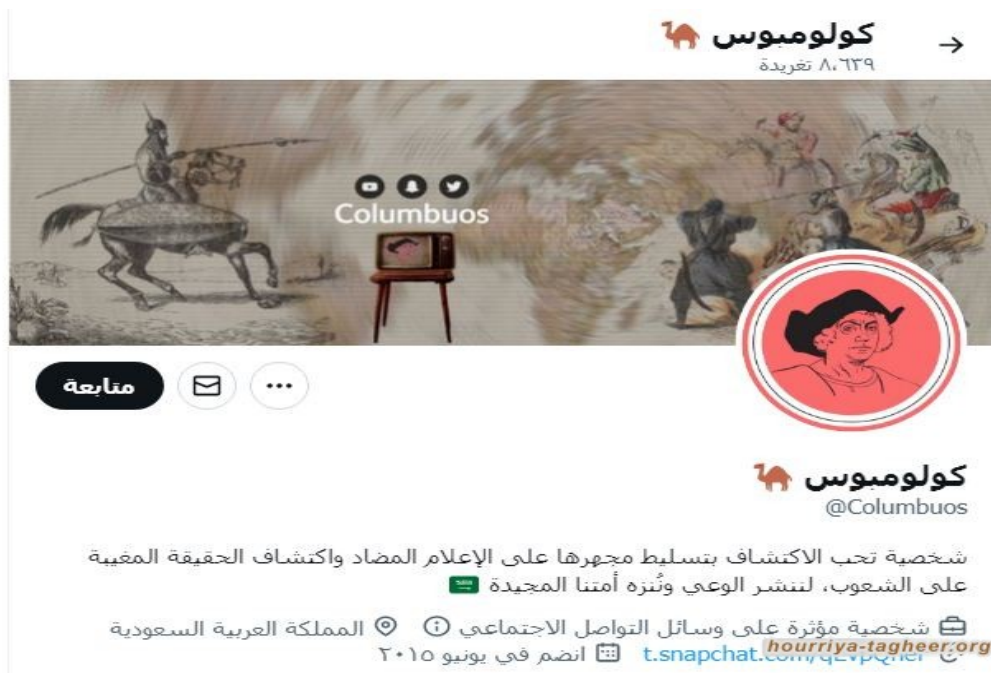 كولومبوس 🐪
٨،٦٣٩ تغريدة
Columbuos
متابعة
كولومبوس 🐪
@Columbuos
شخصية تحب الاكتشاف بتسليط مجهرها على الإعلام المضاد واكتشاف الحقيقة المغيبة
على الشعوب، لننشر الوعي ونُنزه أمتنا المجيدة 🇸🇦
شخصية مؤثرة على وسائل التواصل الاجتماعي المملكة العربية السعودية
t.snapchat.com/ انضم في يونيو ٢٠١٥
hourriya-tagheer.org